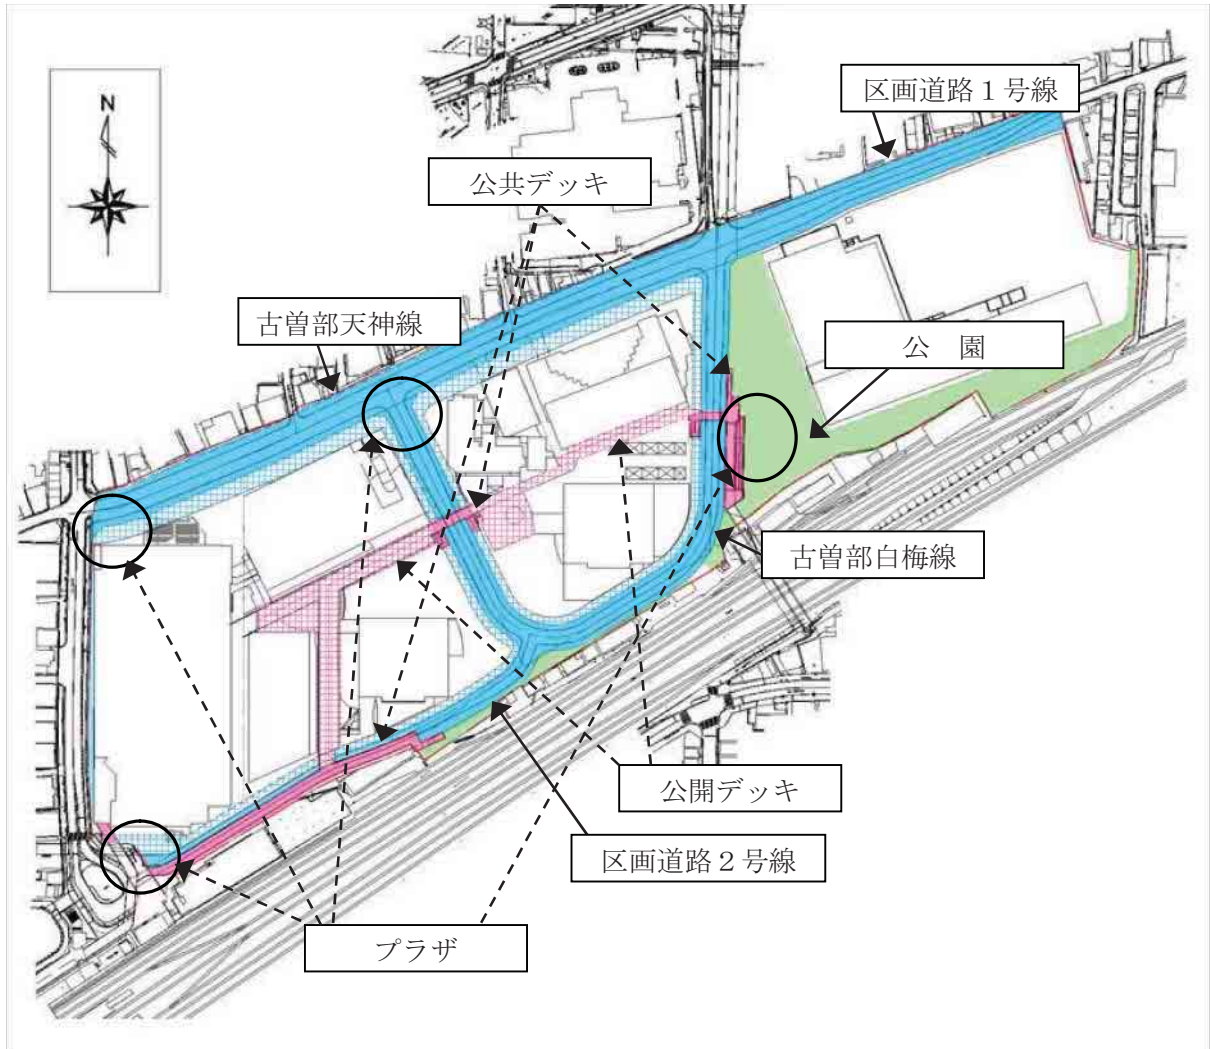 区画道路１号線
N
公共デッキ
古曽部天神線
公　園
古曽部白梅線
公開デッキ
区画道路２号線
プラザ